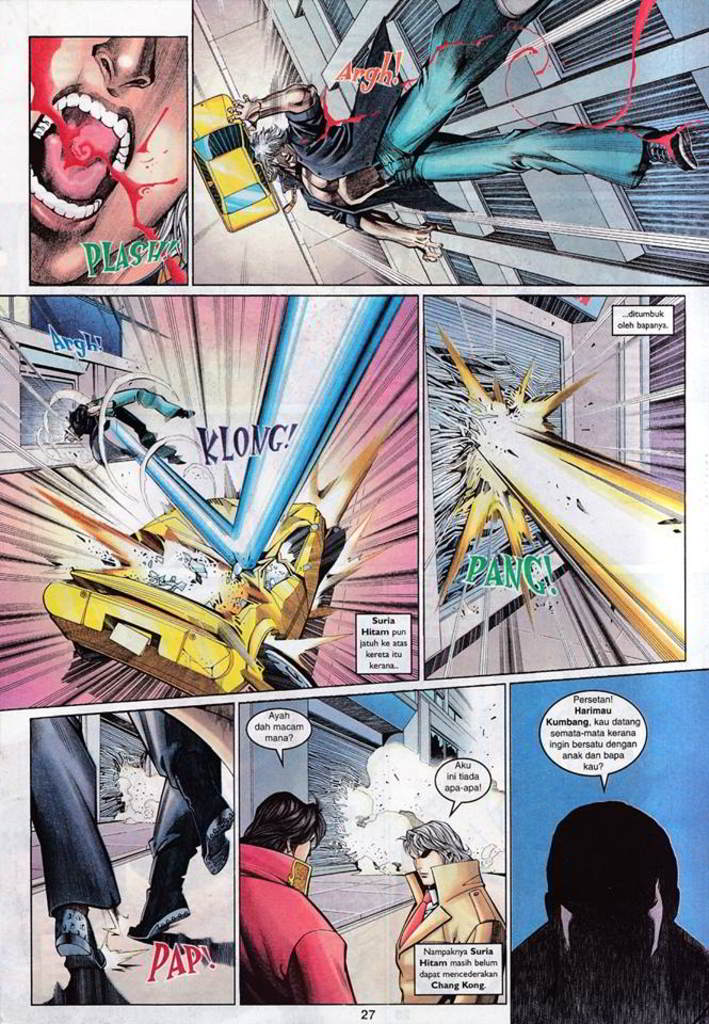 PLASH!
Argh!
Argh!
KLONG!
Suria
Hitam pun
jatuh ke atas
kereta itu
kerana..
...ditumbuk
oleh bapanya.
PANG!
PAP!
Ayah
dah macam
mana?
Aku
ini tiada
apa-apa!
Nampaknya Suria
Hitam masih belum
dapat mencederakan
Chang Kong.
Persetan!
Harimau
Kumbang, kau datang
semata-mata kerana
ingin bersatu dengan
anak dan bapa
kau?
27